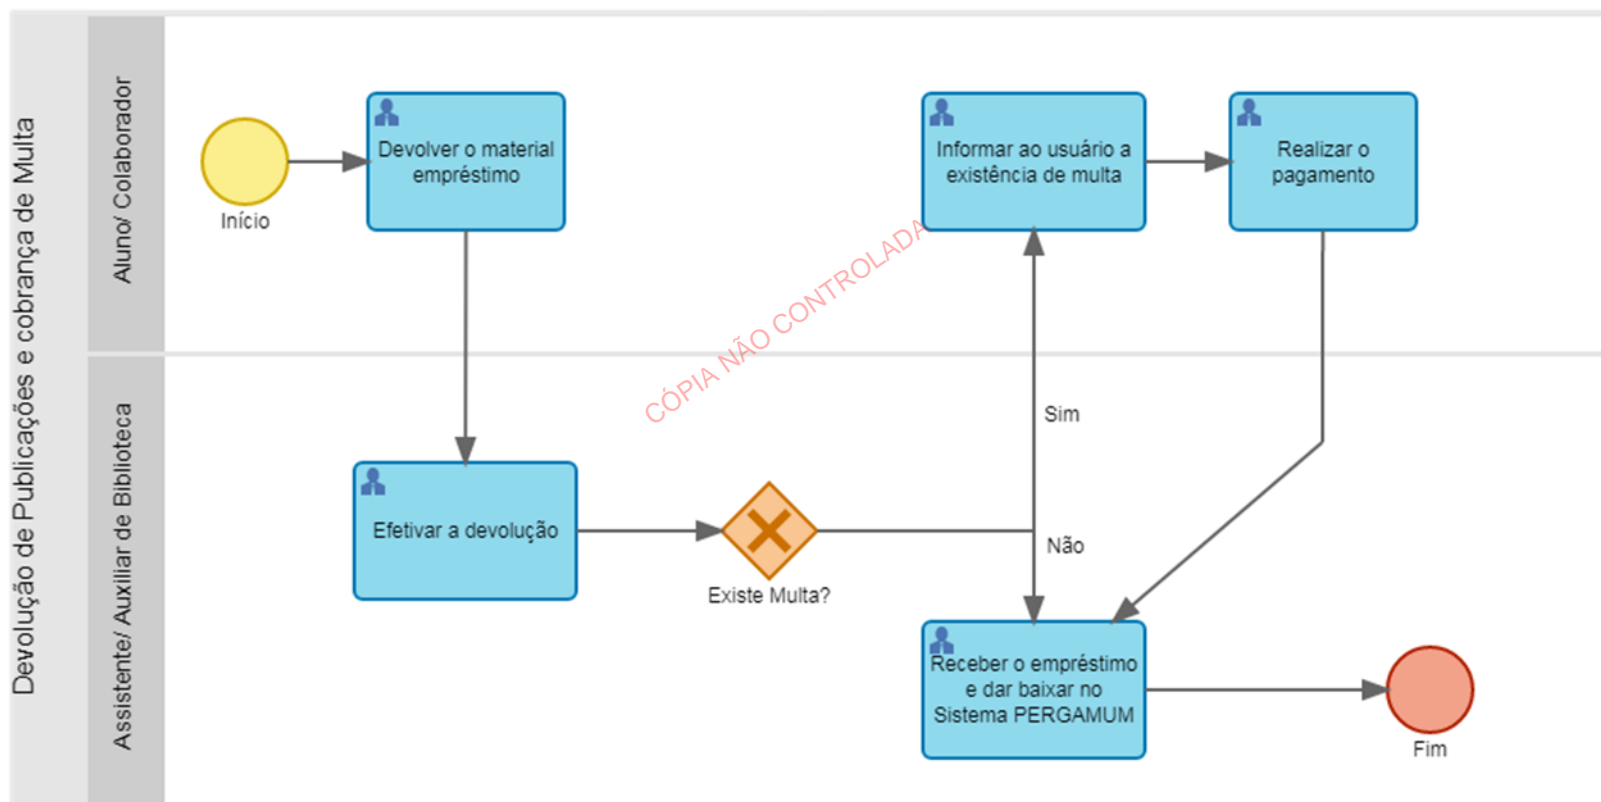 Devolução de Publicações e cobrança de Multa
Aluno/ Colaborador
Início
Devolver o material
empréstimo
Informar ao usuário a
existência de multa
Realizar o
pagamento
CÓPIA NÃO CONTROLADA
Assistente/ Auxiliar de Biblioteca
Efetivar a devolução
Existe Multa?
Sim
Não
Receber o empréstimo
e dar baixar no
Sistema PERGAMUM
Fim